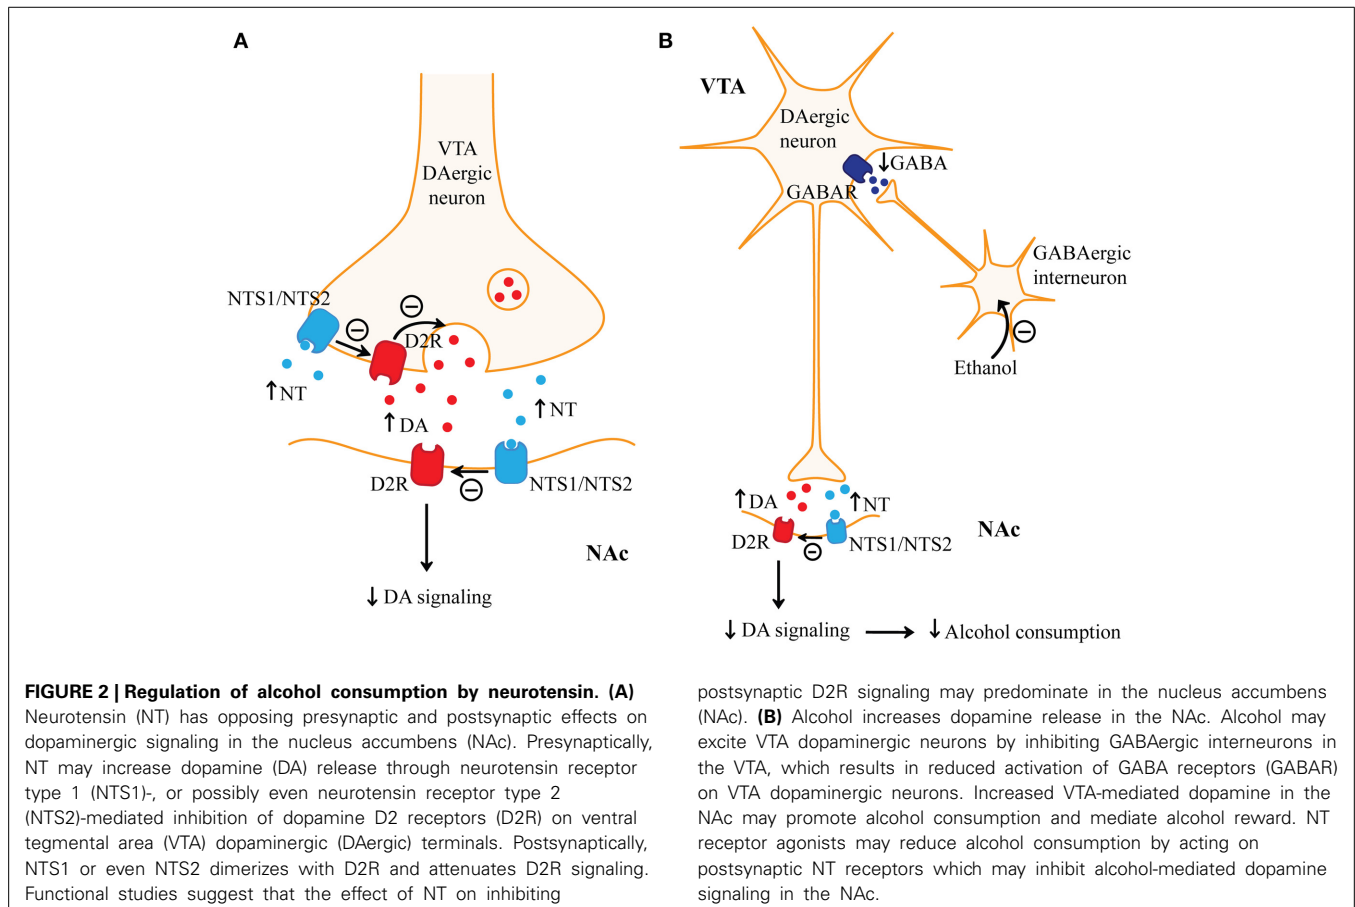 A
VTA
DAergic
neuron
NTS1/NTS2
D2R
↑NT
↑DA
↑NT
D2R
NTS1/NTS2
NAc
↓DA signaling
B
VTA
DAergic
neuron
↓GABA
GABAR
GABAergic
interneuron
Ethanol
↑DA
↑NT
D2R
NTS1/NTS2
NAc
↓DA signaling
↓Alcohol consumption
FIGURE 2 | Regulation of alcohol consumption by neurotensin. (A)
Neurotensin (NT) has opposing presynaptic and postsynaptic effects on
dopaminergic signaling in the nucleus accumbens (NAc). Presynaptically,
NT may increase dopamine (DA) release through neurotensin receptor
type 1 (NTS1)-, or possibly even neurotensin receptor type 2
(NTS2)-mediated inhibition of dopamine D2 receptors (D2R) on ventral
tegmental area (VTA) dopaminergic (DAergic) terminals. Postsynaptically,
NTS1 or even NTS2 dimerizes with D2R and attenuates D2R signaling.
Functional studies suggest that the effect of NT on inhibiting
postsynaptic D2R signaling may predominate in the nucleus accumbens
(NAc). (B) Alcohol increases dopamine release in the NAc. Alcohol may
excite VTA dopaminergic neurons by inhibiting GABAergic interneurons in
the VTA, which results in reduced activation of GABA receptors (GABAR)
on VTA dopaminergic neurons. Increased VTA-mediated dopamine in the
NAc may promote alcohol consumption and mediate alcohol reward. NT
receptor agonists may reduce alcohol consumption by acting on
postsynaptic NT receptors which may inhibit alcohol-mediated dopamine
signaling in the NAc.